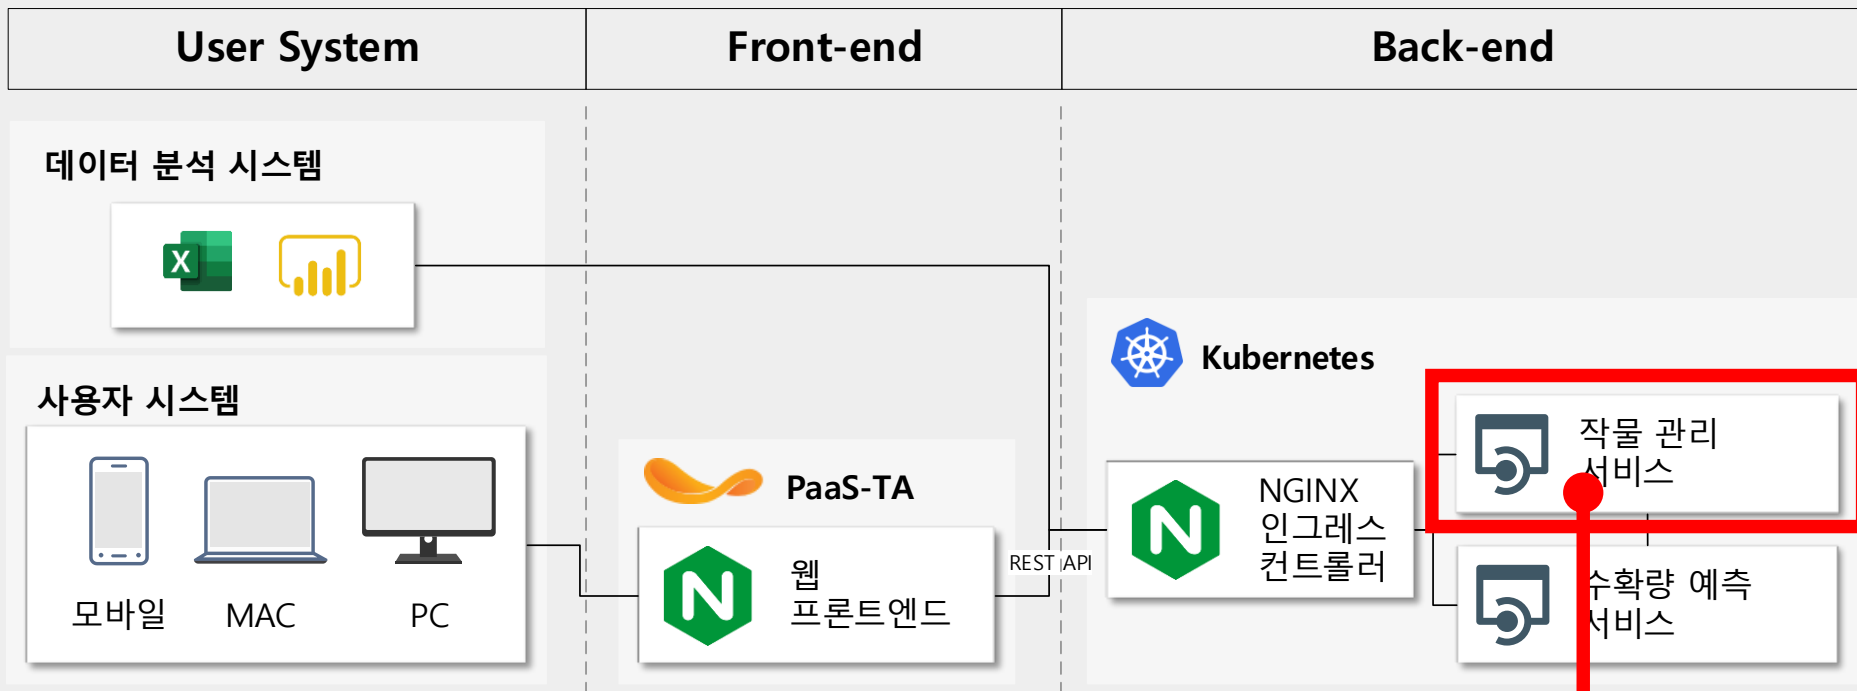 User System
Front-end
Back-end
데이터 분석 시스템
X
사용자 시스템
모바일
MAC
PC
PaaS-TA
N
웹
프론트엔드
REST API
Kubernetes
N
NGINX
인그레스
컨트롤러
작물 관리
서비스
수확량 예측
서비스